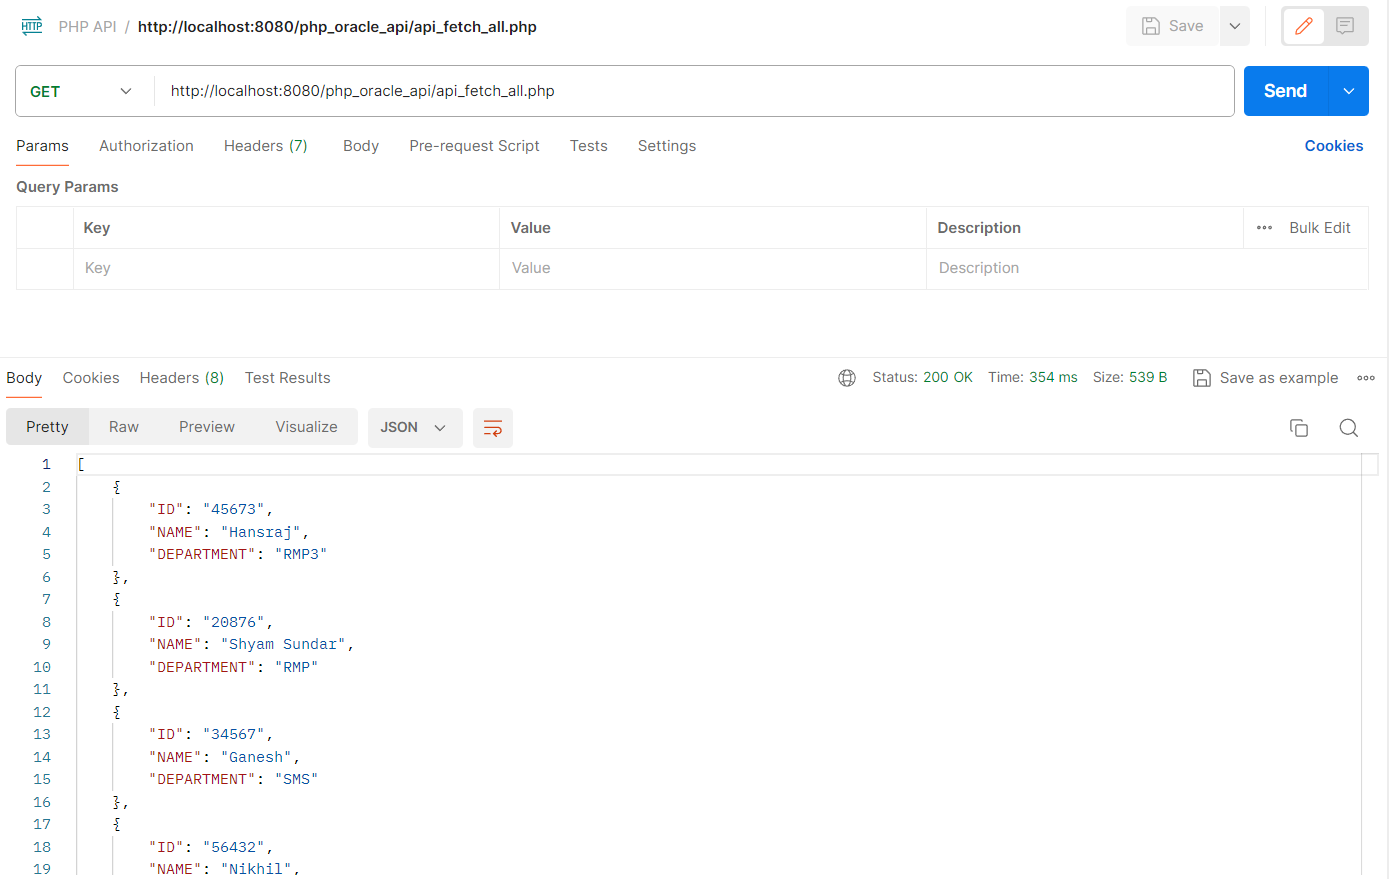 HTTP PHP API / http://localhost:8080/php_oracle_api/api_fetch_all.php Save
GET http://localhost:8080/php_oracle_api/api_fetch_all.php Send
Params Authorization Headers (7) Body Pre-request Script Tests Settings Cookies
Query Params
Key Value Description Bulk Edit
Key Value Description
Body Cookies Headers (8) Test Results Status: 200 OK Time: 354 ms Size: 539 B Save as example
Pretty Raw Preview Visualize JSON
1 [
2 {
3 "ID": "45673",
4 "NAME": "Hansraj",
5 "DEPARTMENT": "RMP3"
6 },
7 {
8 "ID": "20876",
9 "NAME": "Shyam Sundar",
10 "DEPARTMENT": "RMP"
11 },
12 {
13 "ID": "34567",
14 "NAME": "Ganesh",
15 "DEPARTMENT": "SMS"
16 },
17 {
18 "ID": "56432",
19 "NAME": "Nikhil",